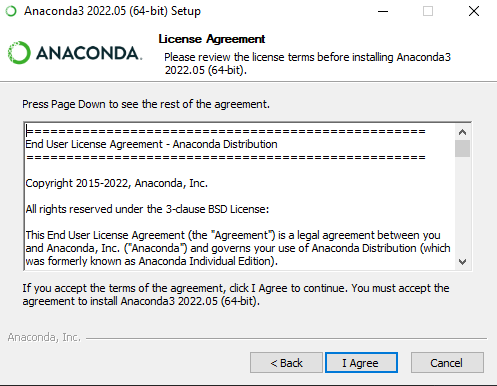 Anaconda3 2022.05 (64-bit) Setup
License Agreement
Please review the license terms before installing Anaconda3
2022.05 (64-bit).
ANACONDA.
Press Page Down to see the rest of the agreement.
====================================================
End User License Agreement - Anaconda Distribution
====================================================
Copyright 2015-2022, Anaconda, Inc.
All rights reserved under the 3-clause BSD License:
This End User License Agreement (the "Agreement") is a legal agreement between you
and Anaconda, Inc. ("Anaconda") and governs your use of Anaconda Distribution (which
was formerly known as Anaconda Individual Edition).
If you accept the terms of the agreement, click I Agree to continue. You must accept the
agreement to install Anaconda3 2022.05 (64-bit).
Anaconda, Inc.
< Back
I Agree
Cancel